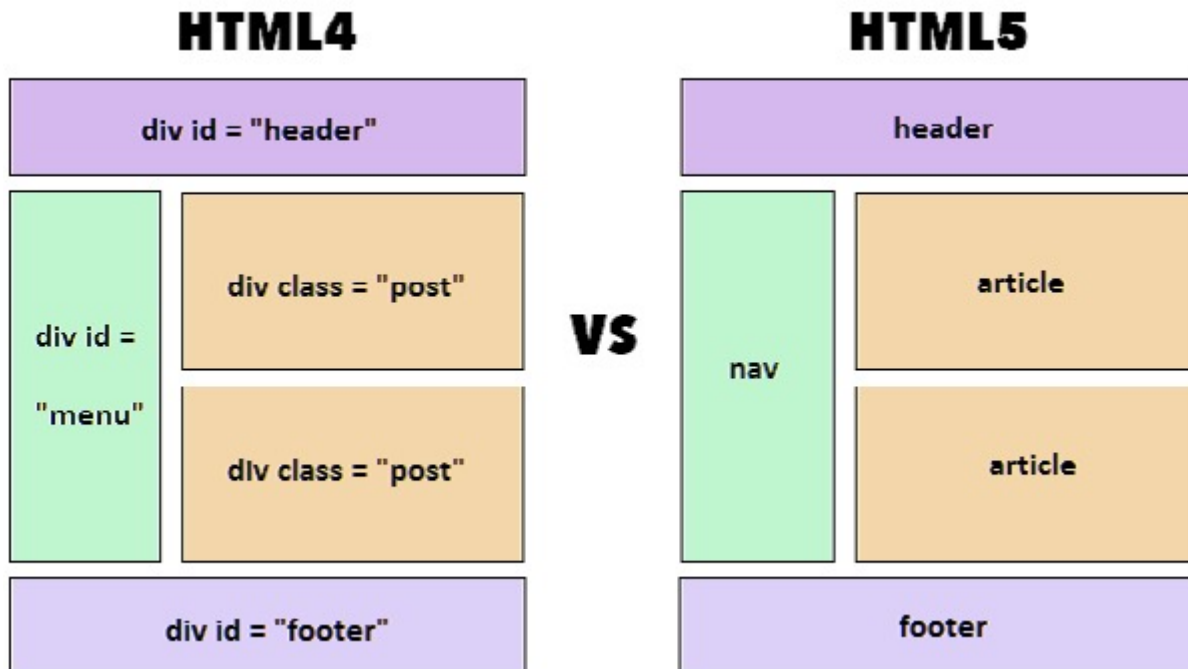 HTML4
div id = "header"
div id =
"menu"
div class = "post"
div class = "post"
div id = "footer"
VS
HTML5
header
nav
article
article
footer